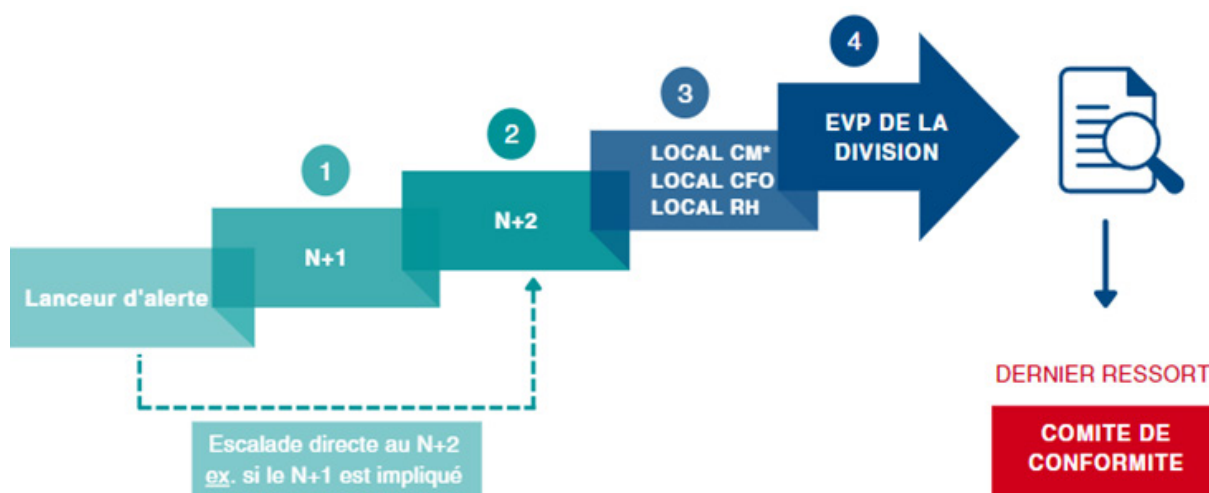 4
3
EVP DE LA
DIVISION
2
LOCAL CM*
LOCAL CFO
LOCAL RH
1
N+2
N+1
Lanceur d'alerte
DERNIER RESSORT
COMITE DE
CONFORMITE
Escalade directe au N+2
ex. si le N+1 est impliqué